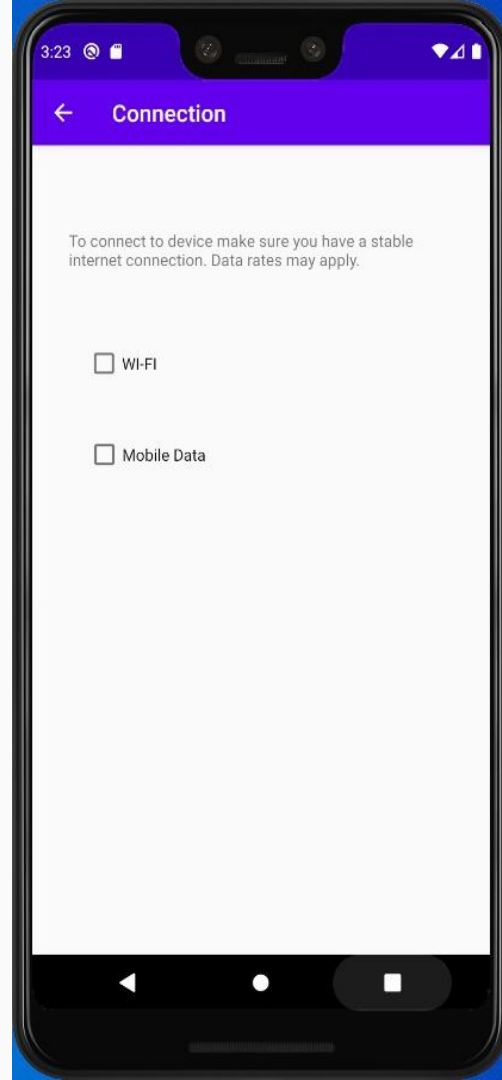 3:23
Connection
To connect to device make sure you have a stable
internet connection. Data rates may apply.
WI-FI
Mobile Data